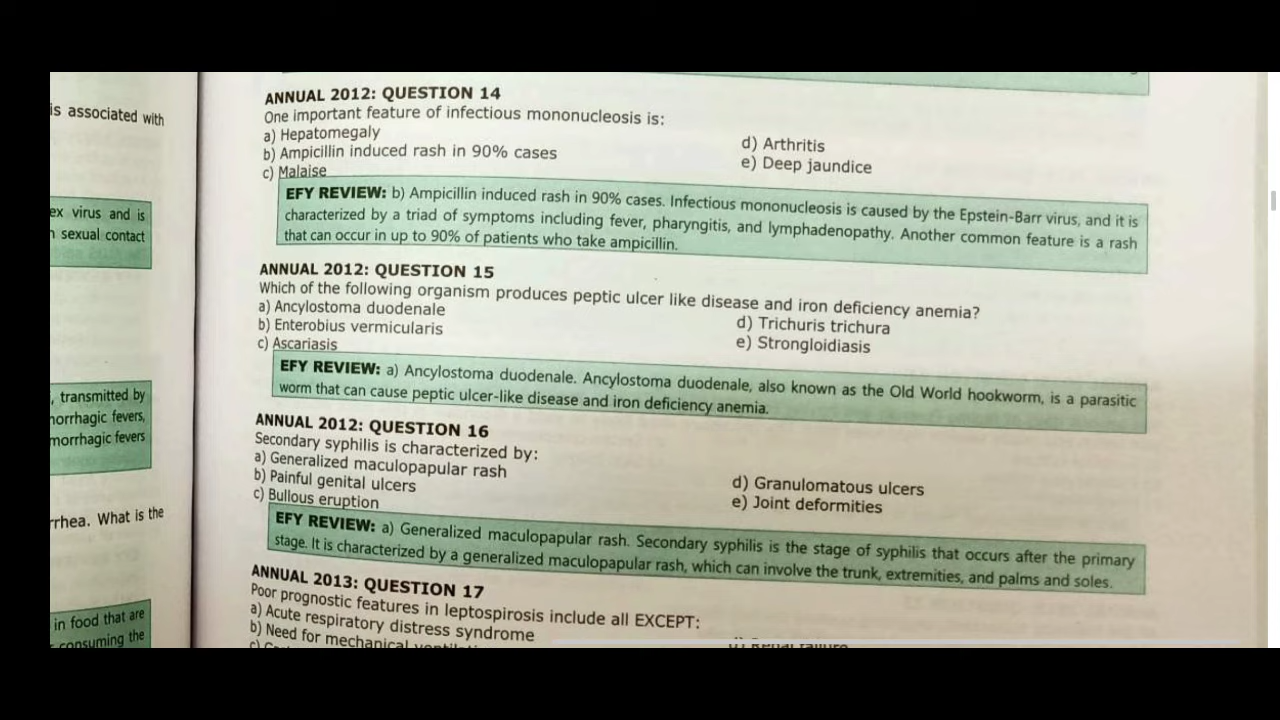 is associated with
ex virus and is
sexual contact
, transmitted by
norrhagic fevers,
morrhagic fevers
rrhea. What is the
in food that are
consuming the
ANNUAL 2012: QUESTION 14
One important feature of infectious mononucleosis is:
a) Hepatomegaly
b) Ampicillin induced rash in 90% cases
c) Malaise
d) Arthritis
e) Deep jaundice
EFY REVIEW: b) Ampicillin induced rash in 90% cases. Infectious mononucleosis is caused by the Epstein-Barr virus, and it is
characterized by a triad of symptoms including fever, pharyngitis, and lymphadenopathy. Another common feature is a rash
that can occur in up to 90% of patients who take ampicillin.
ANNUAL 2012: QUESTION 15
Which of the following organism produces peptic ulcer like disease and iron deficiency anemia?
a) Ancylostoma duodenale
b) Enterobius vermicularis
c) Ascariasis
d) Trichuris trichura
e) Strongloidiasis
EFY REVIEW: a) Ancylostoma duodenale. Ancylostoma duodenale, also known as the Old World hookworm, is a parasitic
worm that can cause peptic ulcer-like disease and iron deficiency anemia.
ANNUAL 2012: QUESTION 16
Secondary syphilis is characterized by:
a) Generalized maculopapular rash
b) Painful genital ulcers
c) Bullous eruption
d) Granulomatous ulcers
e) Joint deformities
EFY REVIEW: a) Generalized maculopapular rash. Secondary syphilis is the stage of syphilis that occurs after the primary
stage. It is characterized by a generalized maculopapular rash, which can involve the trunk, extremities, and palms and soles.
ANNUAL 2013: QUESTION 17
Poor prognostic features in leptospirosis include all EXCEPT:
a) Acute respiratory distress syndrome
b) Need for mechanical